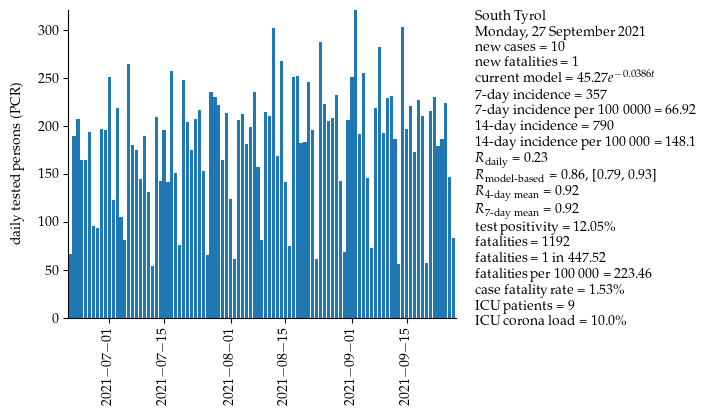 300
250
200
150
100
50
0
daily tested persons (PCR)
2021−07−01
2021−07−15
2021−08−01
2021−08−15
2021−09−01
2021−09−15
South Tyrol
Monday, 27 September 2021
new cases = 10
new fatalities = 1
current model = 45.27e^−0.0386t
7-day incidence = 357
7-day incidence per 100 0000 = 66.92
14-day incidence = 790
14-day incidence per 100 000 = 148.1
R_daily = 0.23
R_model-based = 0.86, [0.79, 0.93]
R_4-day mean = 0.92
R_7-day mean = 0.92
test positivity = 12.05%
fatalities = 1192
fatalities = 1 in 447.52
fatalities per 100 000 = 223.46
case fatality rate = 1.53%
ICU patients = 9
ICU corona load = 10.0%